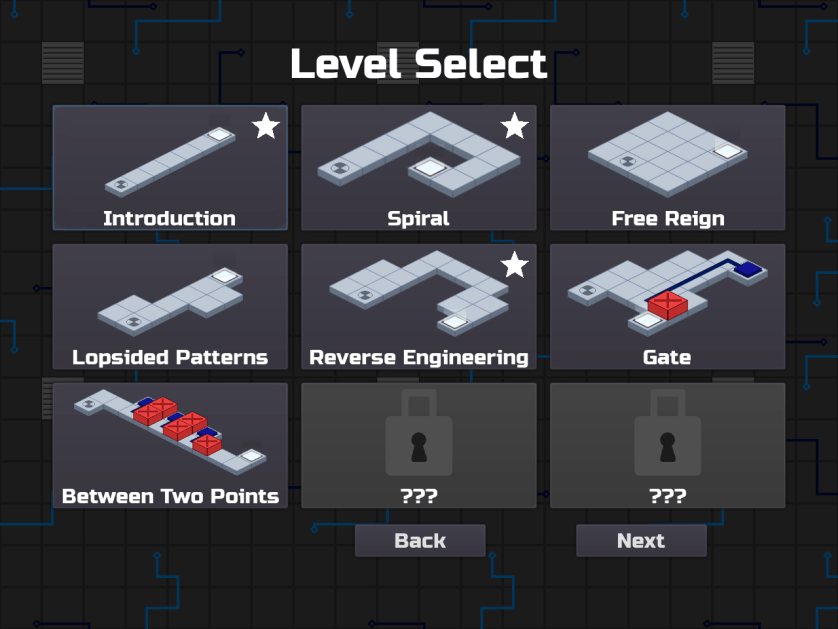 Level Select
Introduction
Spiral
Free Reign
Lopsided Patterns
Reverse Engineering
Gate
Between Two Points
???
???
Back
Next